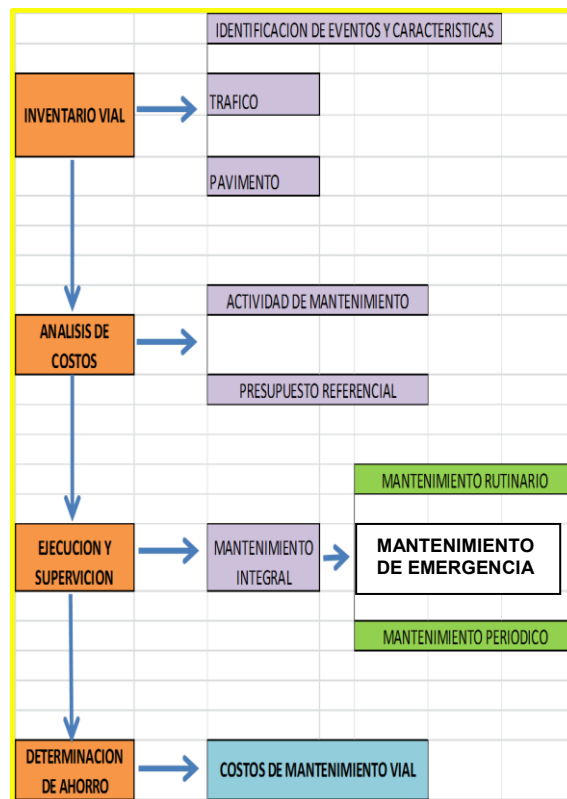 IDENTIFICACION DE EVENTOS Y CARACTERISTICAS
INVENTARIO VIAL
TRAFICO
PAVIMENTO
ACTIVIDAD DE MANTENIMIENTO
ANALISIS DE
COSTOS
PRESUPUESTO REFERENCIAL
MANTENIMIENTO RUTINARIO
EJECUCION Y
SUPERVICION
MANTENIMIENTO
INTEGRAL
MANTENIMIENTO
DE EMERGENCIA
MANTENIMIENTO PERIODICO
DETERMINACION
DE AHORRO
COSTOS DE MANTENIMIENTO VIAL